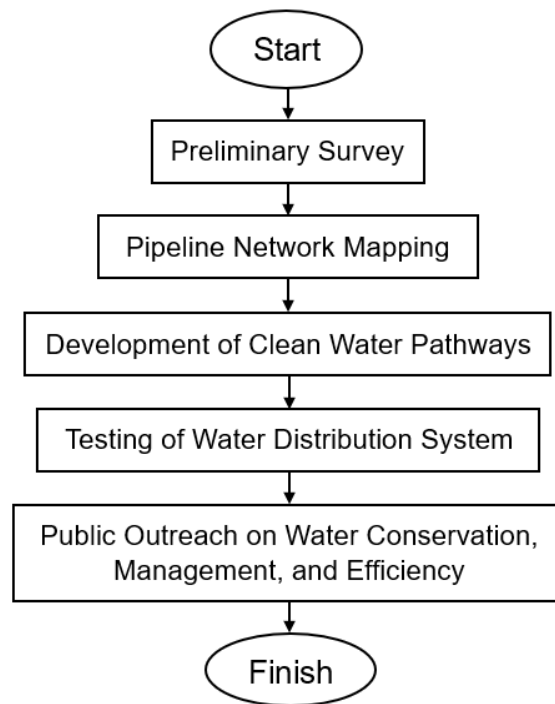 Start
Preliminary Survey
Pipeline Network Mapping
Development of Clean Water Pathways
Testing of Water Distribution System
Public Outreach on Water Conservation,
Management, and Efficiency
Finish